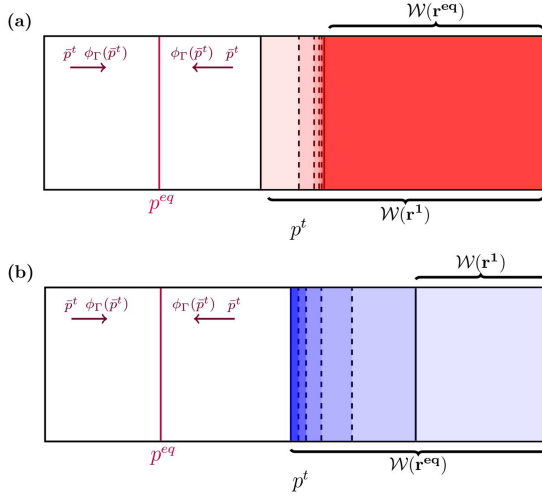 (a)
𝒲(r^eq)
p̄^t ϕ_Γ(p̄^t) ϕ_Γ(p̄^t) p̄^t
p^eq
𝒲(r^1)
p^t
(b)
𝒲(r^1)
p̄^t ϕ_Γ(p̄^t) ϕ_Γ(p̄^t) p̄^t
p^eq
𝒲(r^eq)
p^t